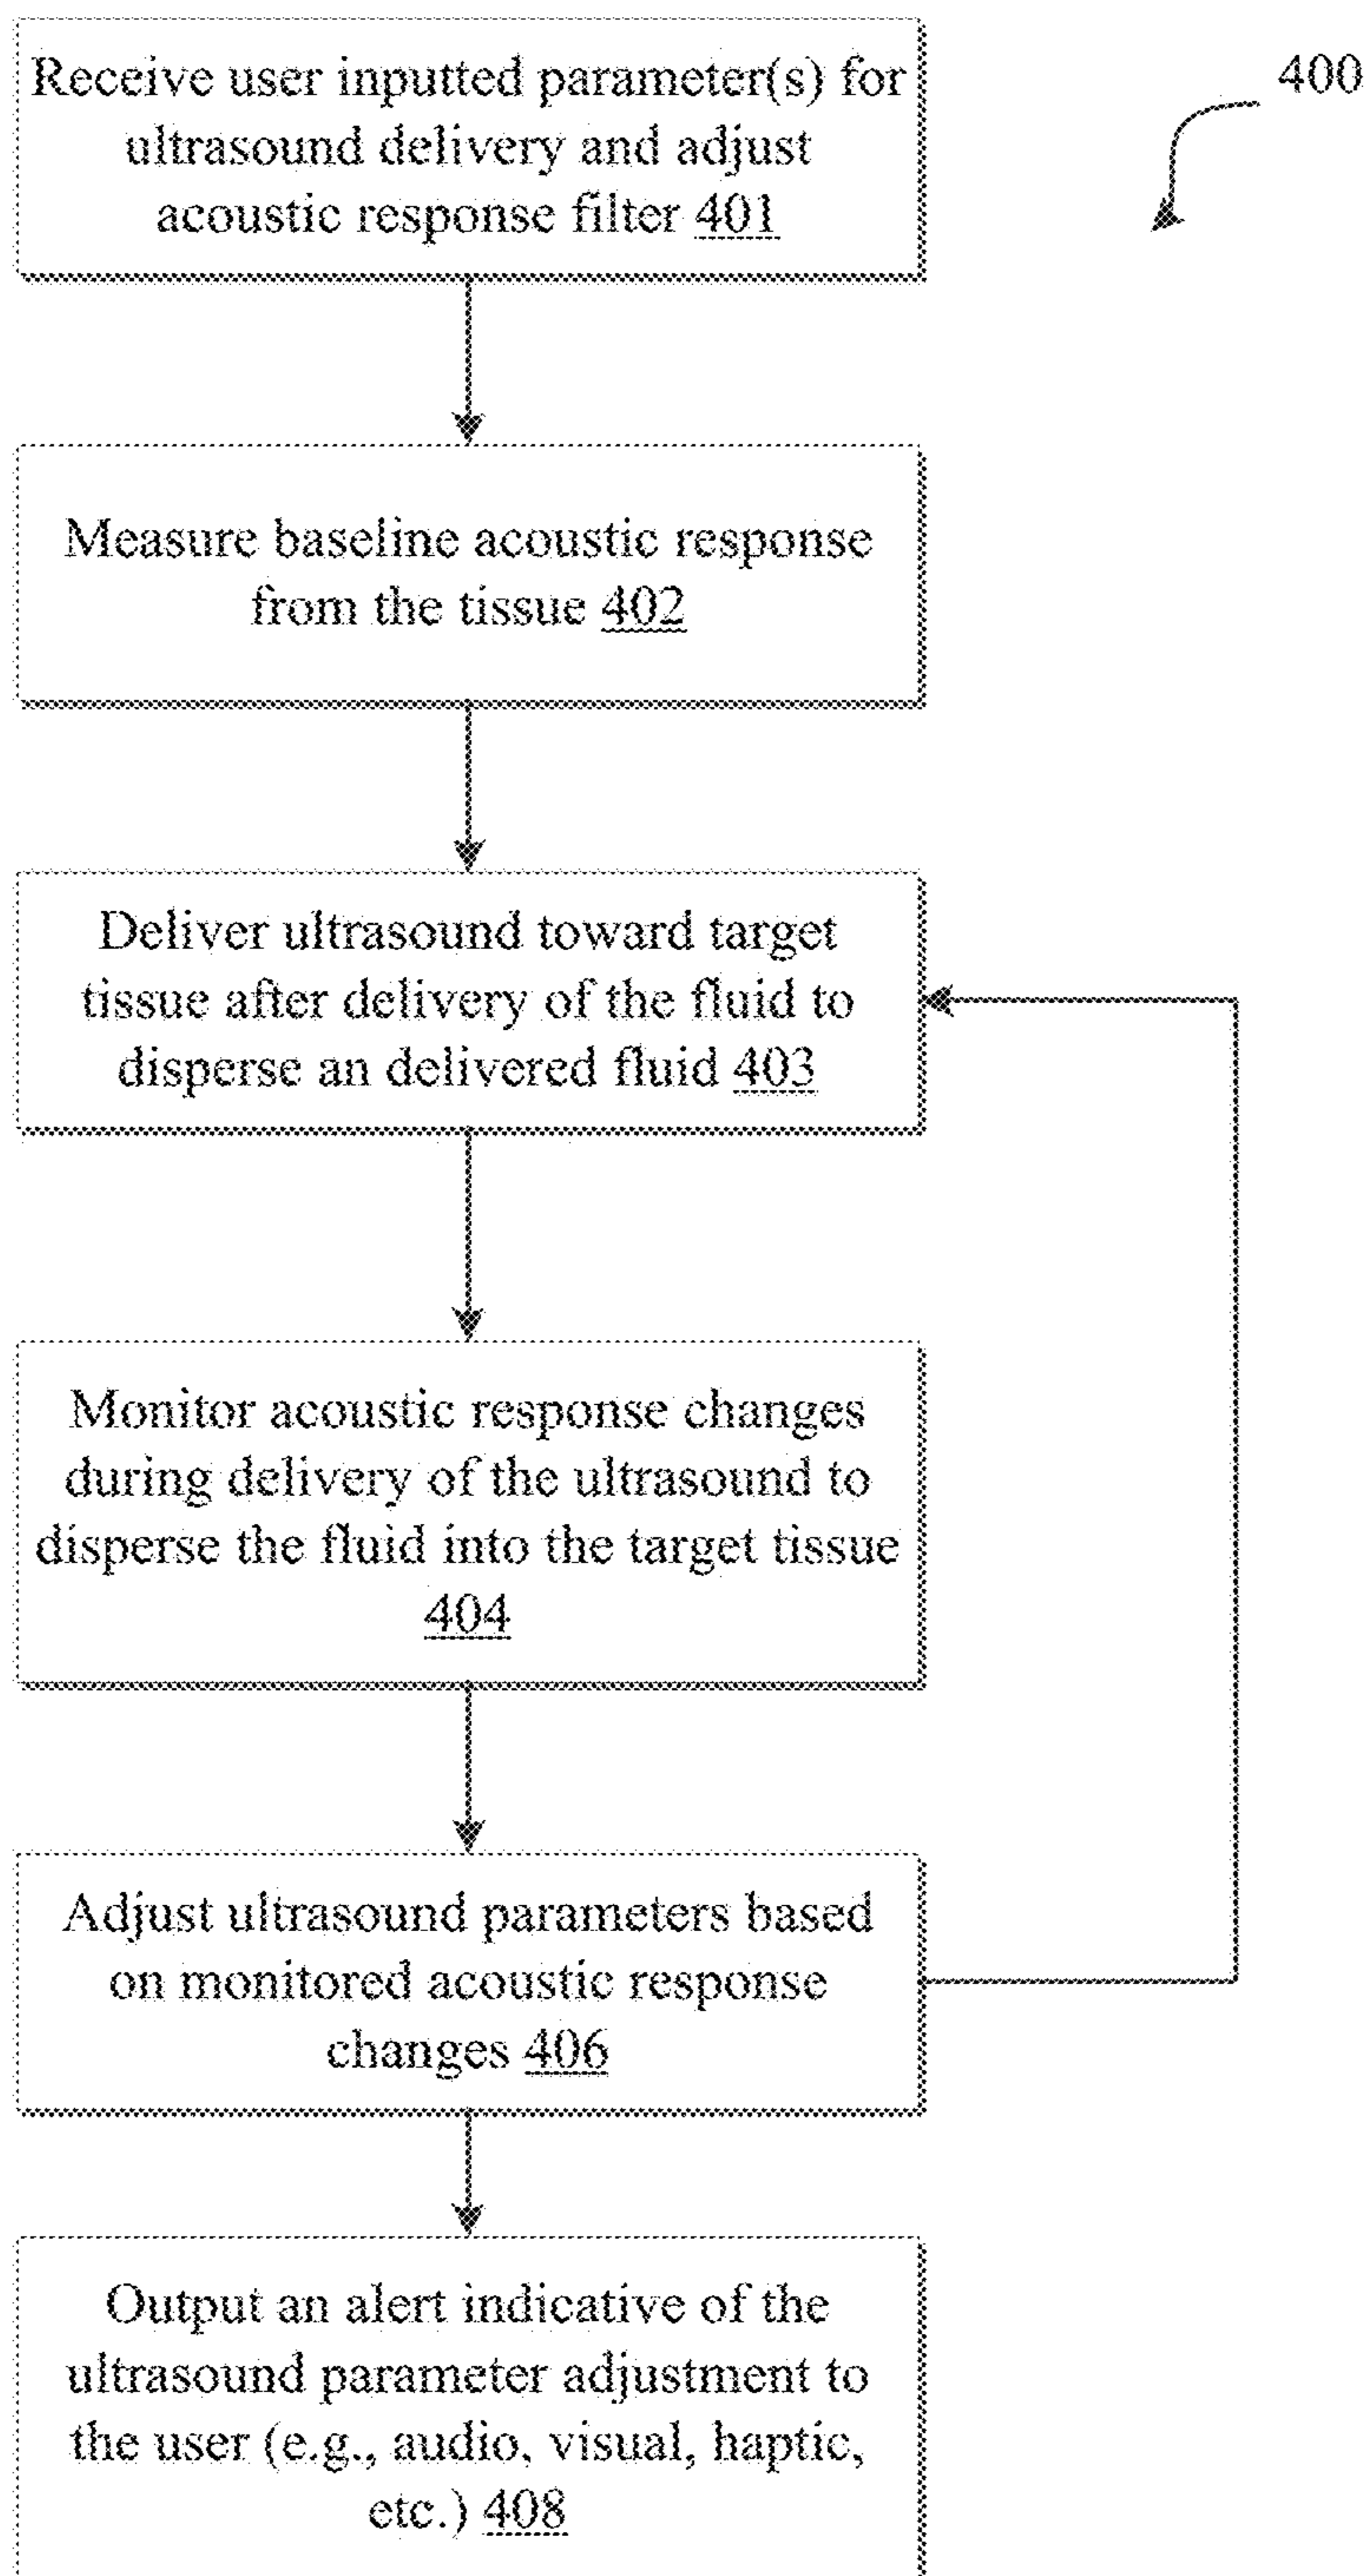 Receive user inputted parameter(s) for
ultrasound delivery and adjust
acoustic response filter 401
400
Measure baseline acoustic response
from the tissue 402
Deliver ultrasound toward target
tissue after delivery of the fluid to
disperse an delivered fluid 403
Monitor acoustic response changes
during delivery of the ultrasound to
disperse the fluid into the target tissue
404
Adjust ultrasound parameters based
on monitored acoustic response
changes 406
Output an alert indicative of the
ultrasound parameter adjustment to
the user (e.g., audio, visual, haptic,
etc.) 408